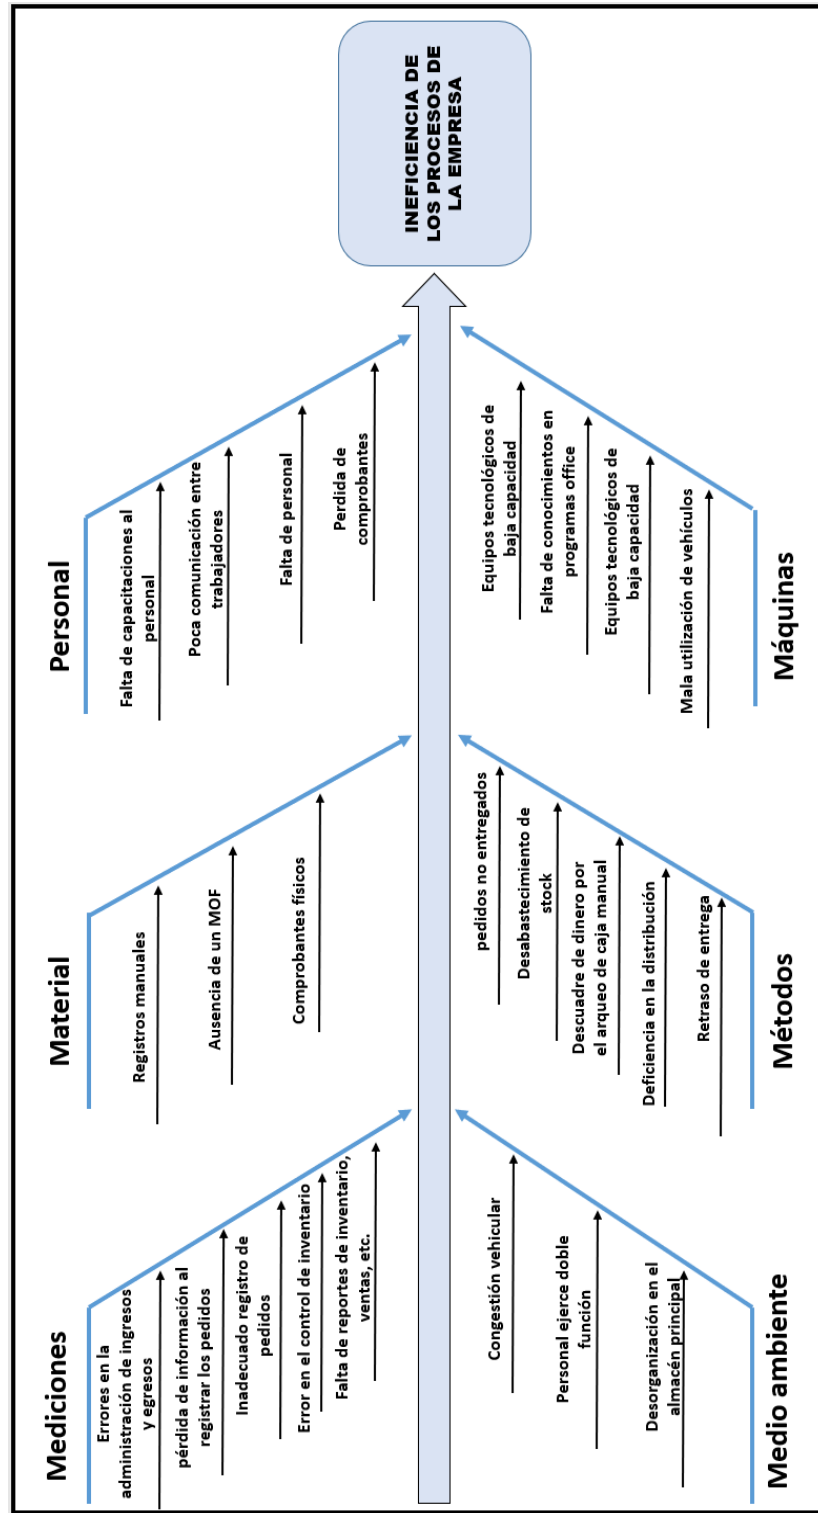 Mediciones
Errores en la
administración de ingresos
y egresos
pérdida de información al
registrar los pedidos
Inadecuado registro de
pedidos
Error en el control de inventario
Falta de reportes de inventario,
ventas, etc.
Material
Registros manuales
Ausencia de un MOF
Comprobantes físicos
Personal
Falta de capacitaciones al
personal
Poca comunicación entre
trabajadores
Falta de personal
Perdida de
comprobantes
INEFICIENCIA DE
LOS PROCESOS DE
LA EMPRESA
Congestión vehicular
Personal ejerce doble
función
Desorganización en el
almacén principal
Medio ambiente
pedidos no entregados
Desabastecimiento de
stock
Descuadre de dinero por
el arqueo de caja manual
Deficiencia en la distribución
Retraso de entrega
Métodos
Equipos tecnológicos de
baja capacidad
Falta de conocimientos en
programas office
Equipos tecnológicos de
baja capacidad
Mala utilización de vehículos
Máquinas